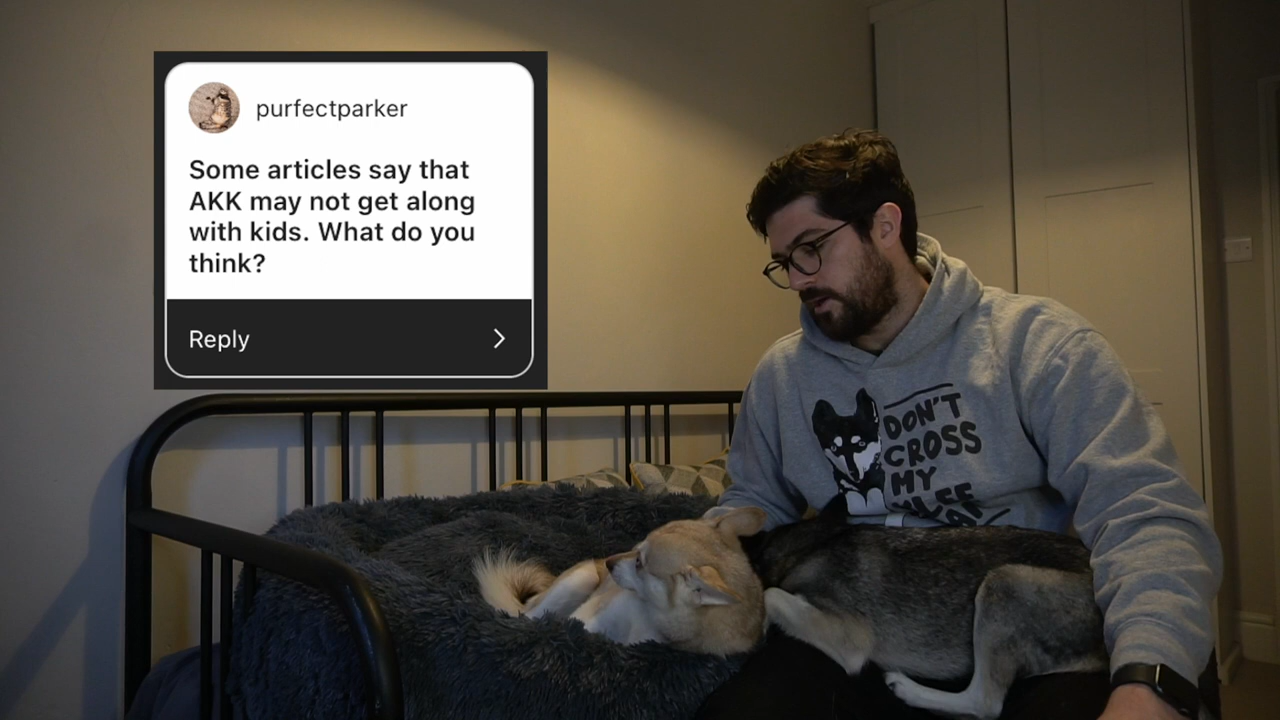 purfectparker
Some articles say that
AKK may not get along
with kids. What do you
think?
Reply
DON'T
CROSS
MY